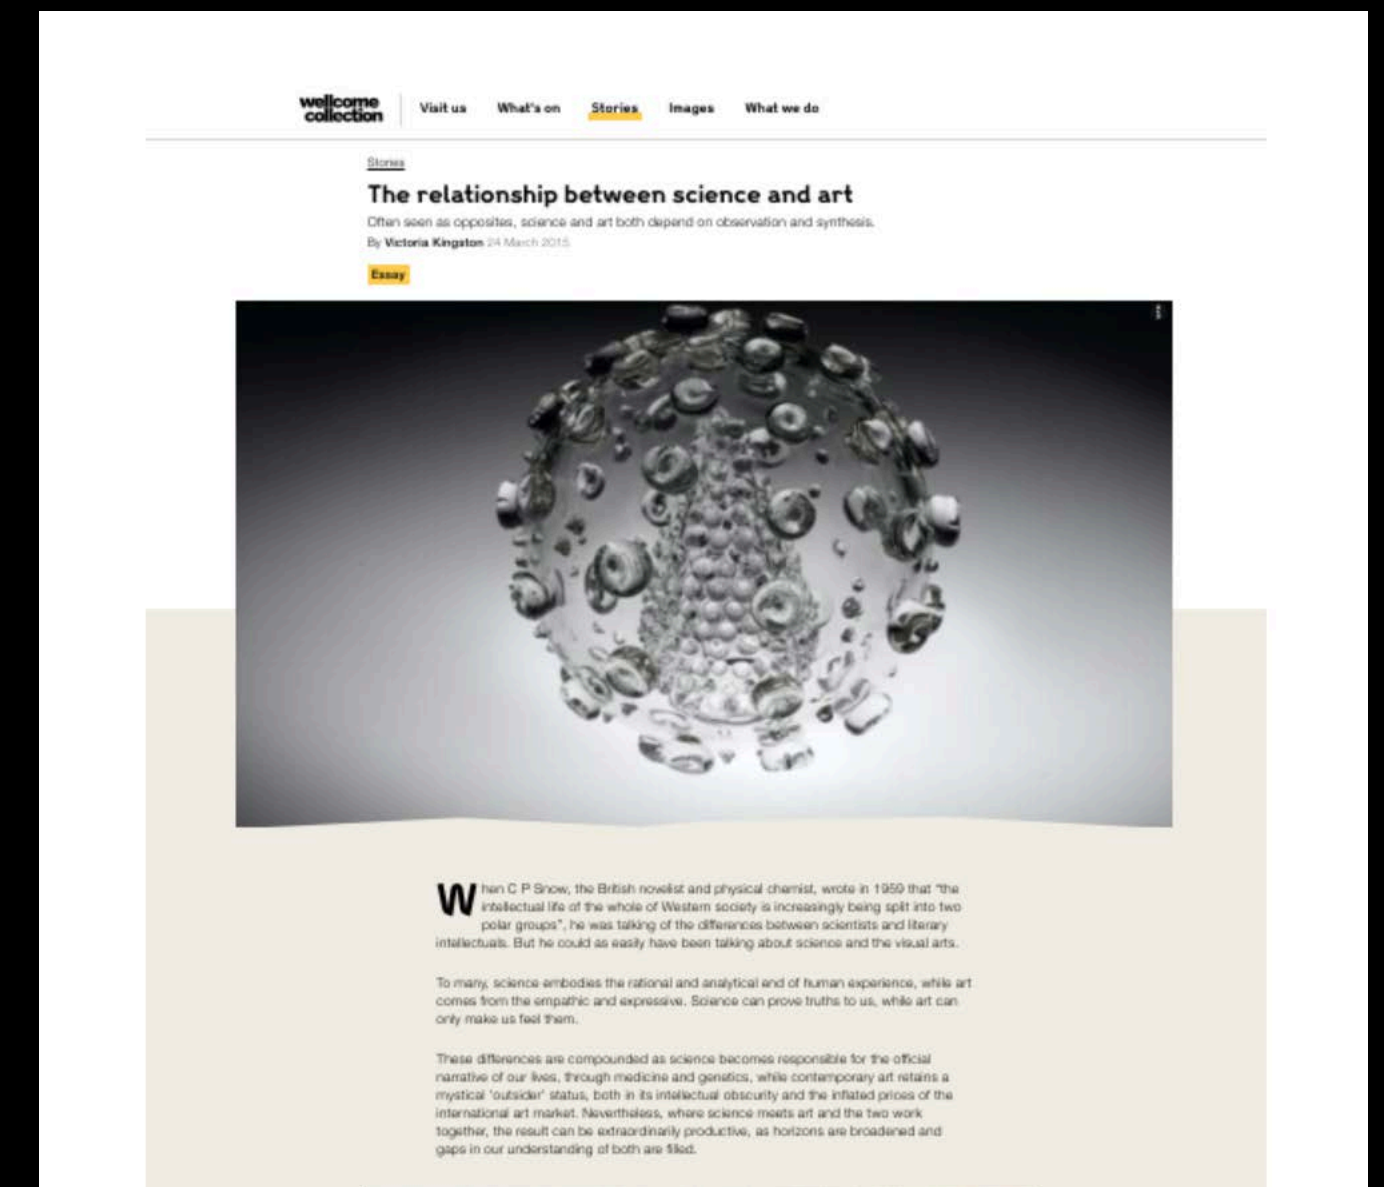 wellcome
collection
Visit us What's on Stories Images What we do
Stories
The relationship between science and art
Often seen as opposites, science and art both depend on observation and synthesis.
By Victoria Kingston 24 March 2015
Essay
When C P Snow, the British novelist and physical chemist, wrote in 1959 that "the
intellectual life of the whole of Western society is increasingly being split into two
polar groups", he was talking of the differences between scientists and literary
intellectuals. But he could as easily have been talking about science and the visual arts.
To many, science embodies the rational and analytical end of human experience, while art
comes from the empathic and expressive. Science can prove truths to us, while art can
only make us feel them.
These differences are compounded as science becomes responsible for the official
narrative of our lives, through medicine and genetics, while contemporary art retains a
mystical 'outsider' status, both in its intellectual obscurity and the inflated prices of the
international art market. Nevertheless, where science meets art and the two work
together, the result can be extraordinarily productive, as horizons are broadened and
gaps in our understanding of both are filled.